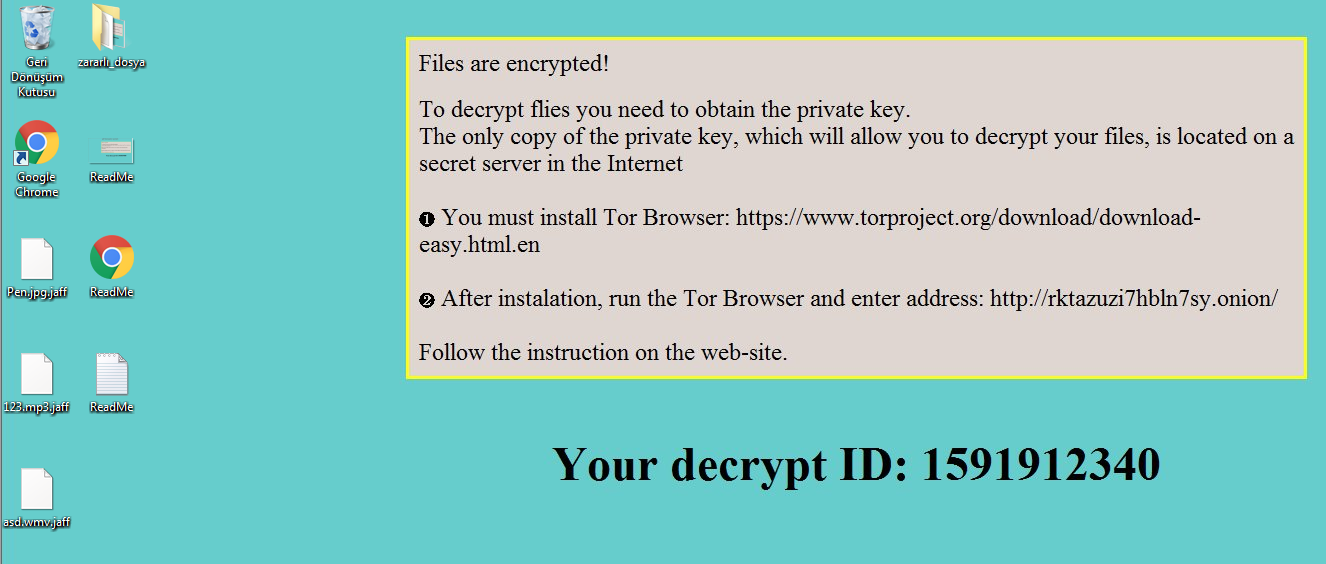 Geri
Dönüşüm
Kutusu
zararlı_dosya
Google
Chrome
ReadMe
Pen.jpg.jaff
ReadMe
123.mp3.jaff
ReadMe
asd.wmv.jaff
Files are encrypted!
To decrypt flies you need to obtain the private key.
The only copy of the private key, which will allow you to decrypt your files, is located on a
secret server in the Internet
❶ You must install Tor Browser: https://www.torproject.org/download/download-
easy.html.en
❷ After instalation, run the Tor Browser and enter address: http://rktazuzi7hbln7sy.onion/
Follow the instruction on the web-site.
Your decrypt ID: 1591912340